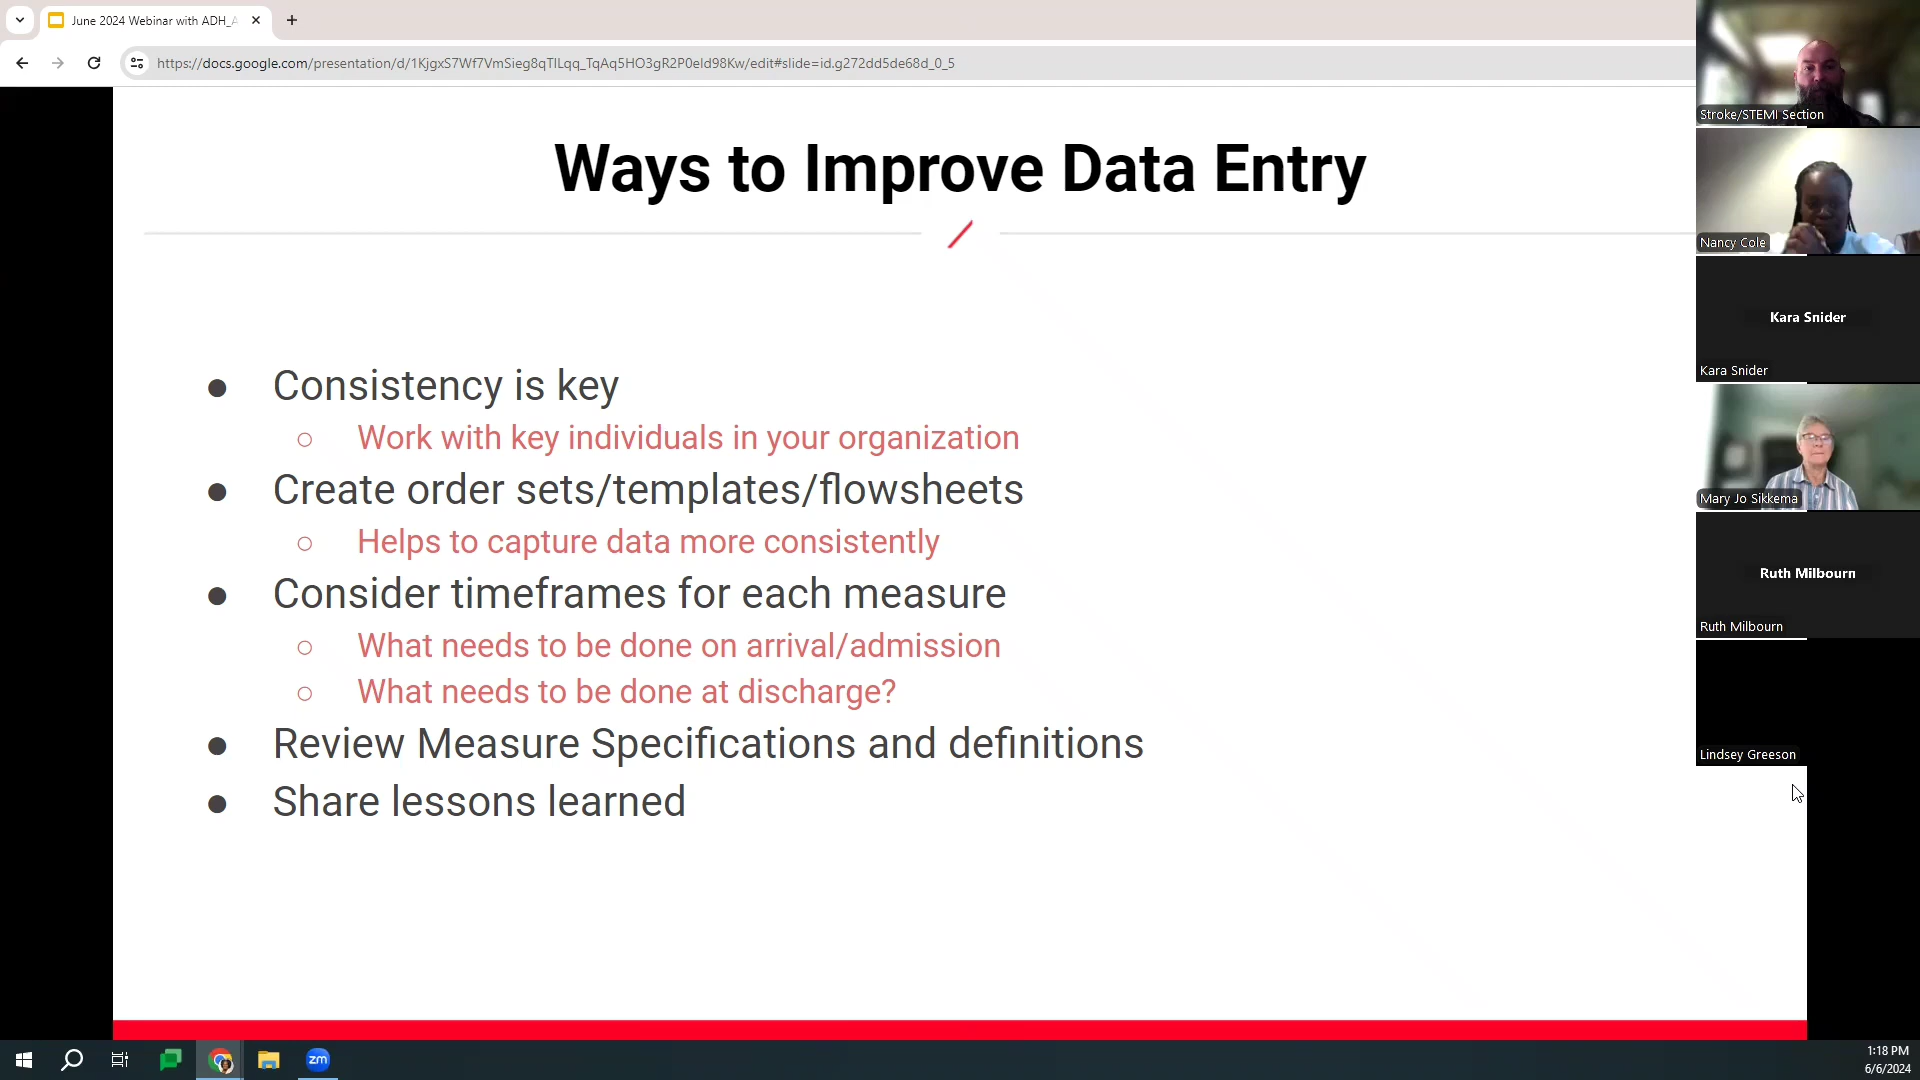 June 2024 Webinar with ADH_A
https://docs.google.com/presentation/d/1KjgxS7Wf7VmSieg8qTILqq_TqAq5HO3gR2P0eld98Kw/edit#slide=id.g272dd5de68d_0_5
Ways to Improve Data Entry
● Consistency is key
○ Work with key individuals in your organization
● Create order sets/templates/flowsheets
○ Helps to capture data more consistently
● Consider timeframes for each measure
○ What needs to be done on arrival/admission
○ What needs to be done at discharge?
● Review Measure Specifications and definitions
● Share lessons learned
Stroke/STEMI Section
Nancy Cole
Kara Snider
Kara Snider
Mary Jo Sikkema
Ruth Milbourn
Ruth Milbourn
Lindsey Greeson
zm
1:18 PM
6/6/2024